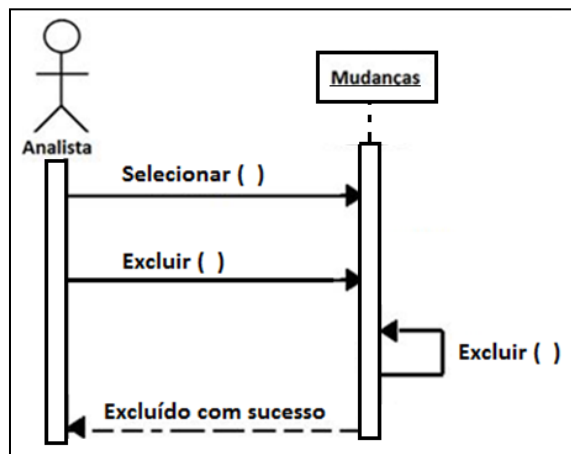 Mudanças
Analista
Selecionar ( )
Excluir ( )
Excluir ( )
Excluído com sucesso